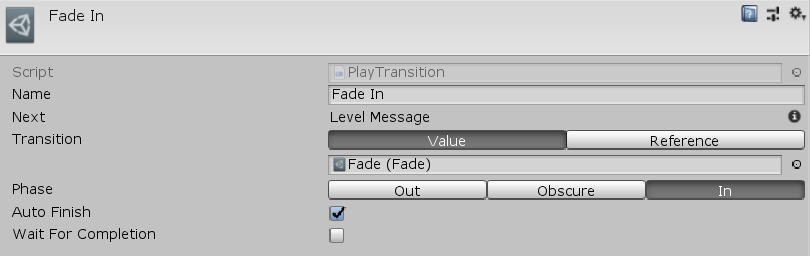 Fade In
Script PlayTransition
Name Fade In
Next Level Message
Transition Value Reference
Fade (Fade)
Phase Out Obscure In
Auto Finish
Wait For Completion